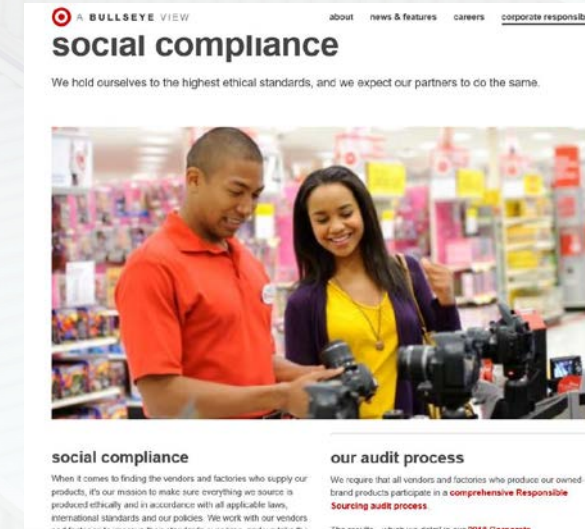 A BULLSEYE VIEW
about news & features careers corporate responsib
social compliance
We hold ourselves to the highest ethical standards, and we expect our partners to do the same.
social compliance
When it comes to finding the vendors and factories who supply our
products, it's our mission to make sure everything we source is
produced ethically and in accordance with all applicable laws,
international standards and our policies. We work with our vendors
our audit process
We require that all vendors and factories who produce our owned-
brand products participate in a comprehensive Responsible
Sourcing audit process